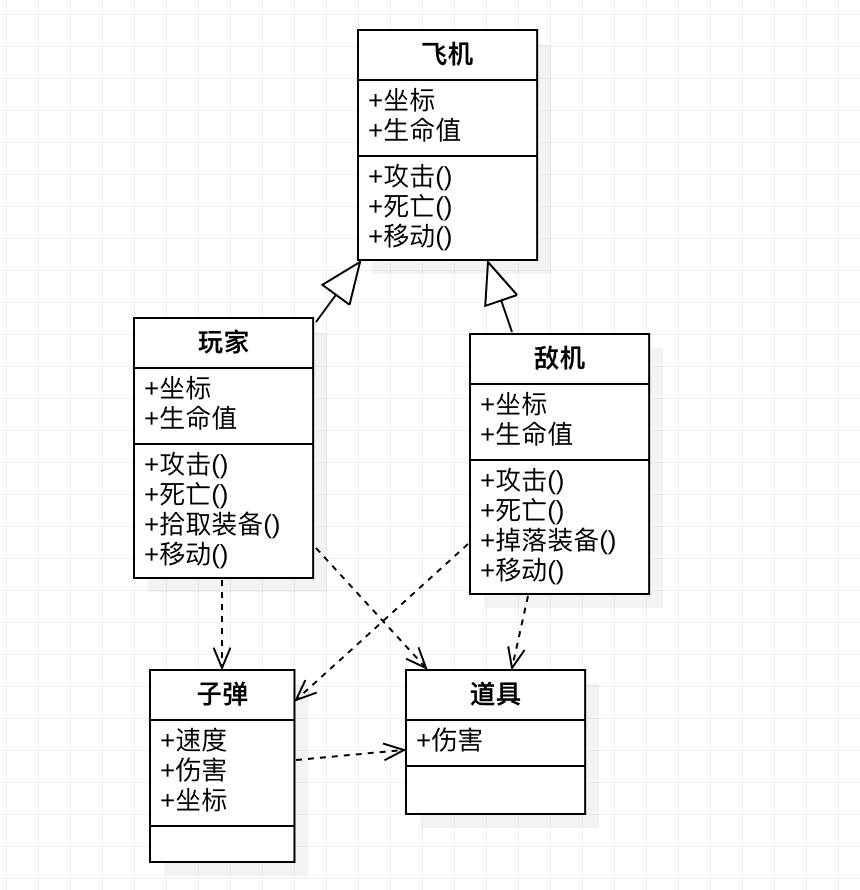 飞机
+坐标
+生命值
+攻击()
+死亡()
+移动()
玩家
+坐标
+生命值
+攻击()
+死亡()
+拾取装备()
+移动()
敌机
+坐标
+生命值
+攻击()
+死亡()
+掉落装备()
+移动()
子弹
+速度
+伤害
+坐标
道具
+伤害